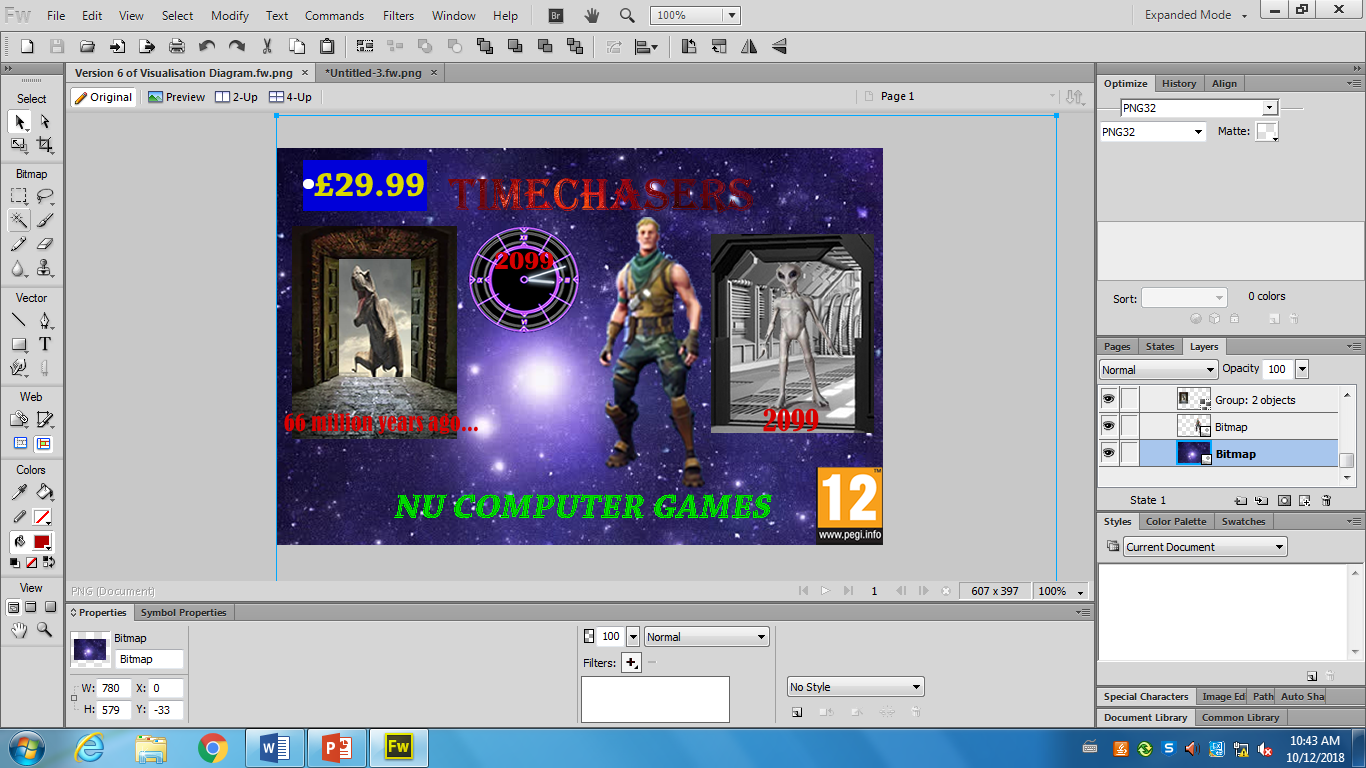 Fw File Edit View Select Modify Text Commands Filters Window Help Br 100% Expanded Mode
Version 6 of Visualisation Diagram.fw.png *Untitled-3.fw.png
Original Preview 2-Up 4-Up Page 1
Select
Bitmap
Vector
Web
Colors
View
£29.99
TIMECHASERS
2099
66 million years ago...
2099
NU COMPUTER GAMES
12
TM
www.pegi.info
PNG (Document) 1 607 x 397 100%
Properties Symbol Properties
Bitmap
Bitmap
W: 780 X: 0
H: 579 Y: -33
100 Normal
Filters:
No Style
Optimize History Align
PNG32
PNG32 Matte:
Sort: 0 colors
Pages States Layers
Normal Opacity 100
Group: 2 objects
Bitmap
Bitmap
State 1
Styles Color Palette Swatches
Current Document
Special Characters Image Ed Path Auto Sha
Document Library Common Library
Fw
10:43 AM
10/12/2018